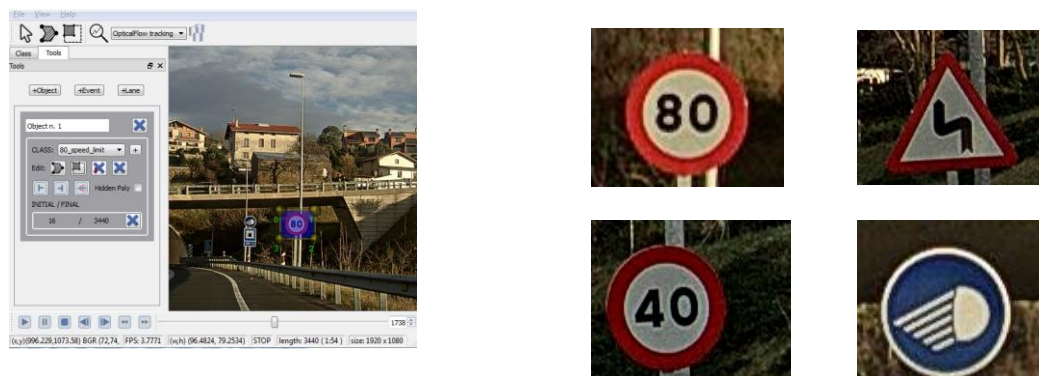 File View Help
OpticalFlow tracking
Class Tools
Tools
+Object +Event +Lane
Object n. 1
CLASS: 80_speed_limit +
Edit:
Hidden Poly
INITIAL / FINAL
16 / 3440
80
1738
(x,y)(996.229,1073.58) BGR (72,74, FPS: 3.7771 (w,h) (96.4824, 79.2534) STOP length: 3440 ( 1:54 ) size: 1920 x 1080
80
40